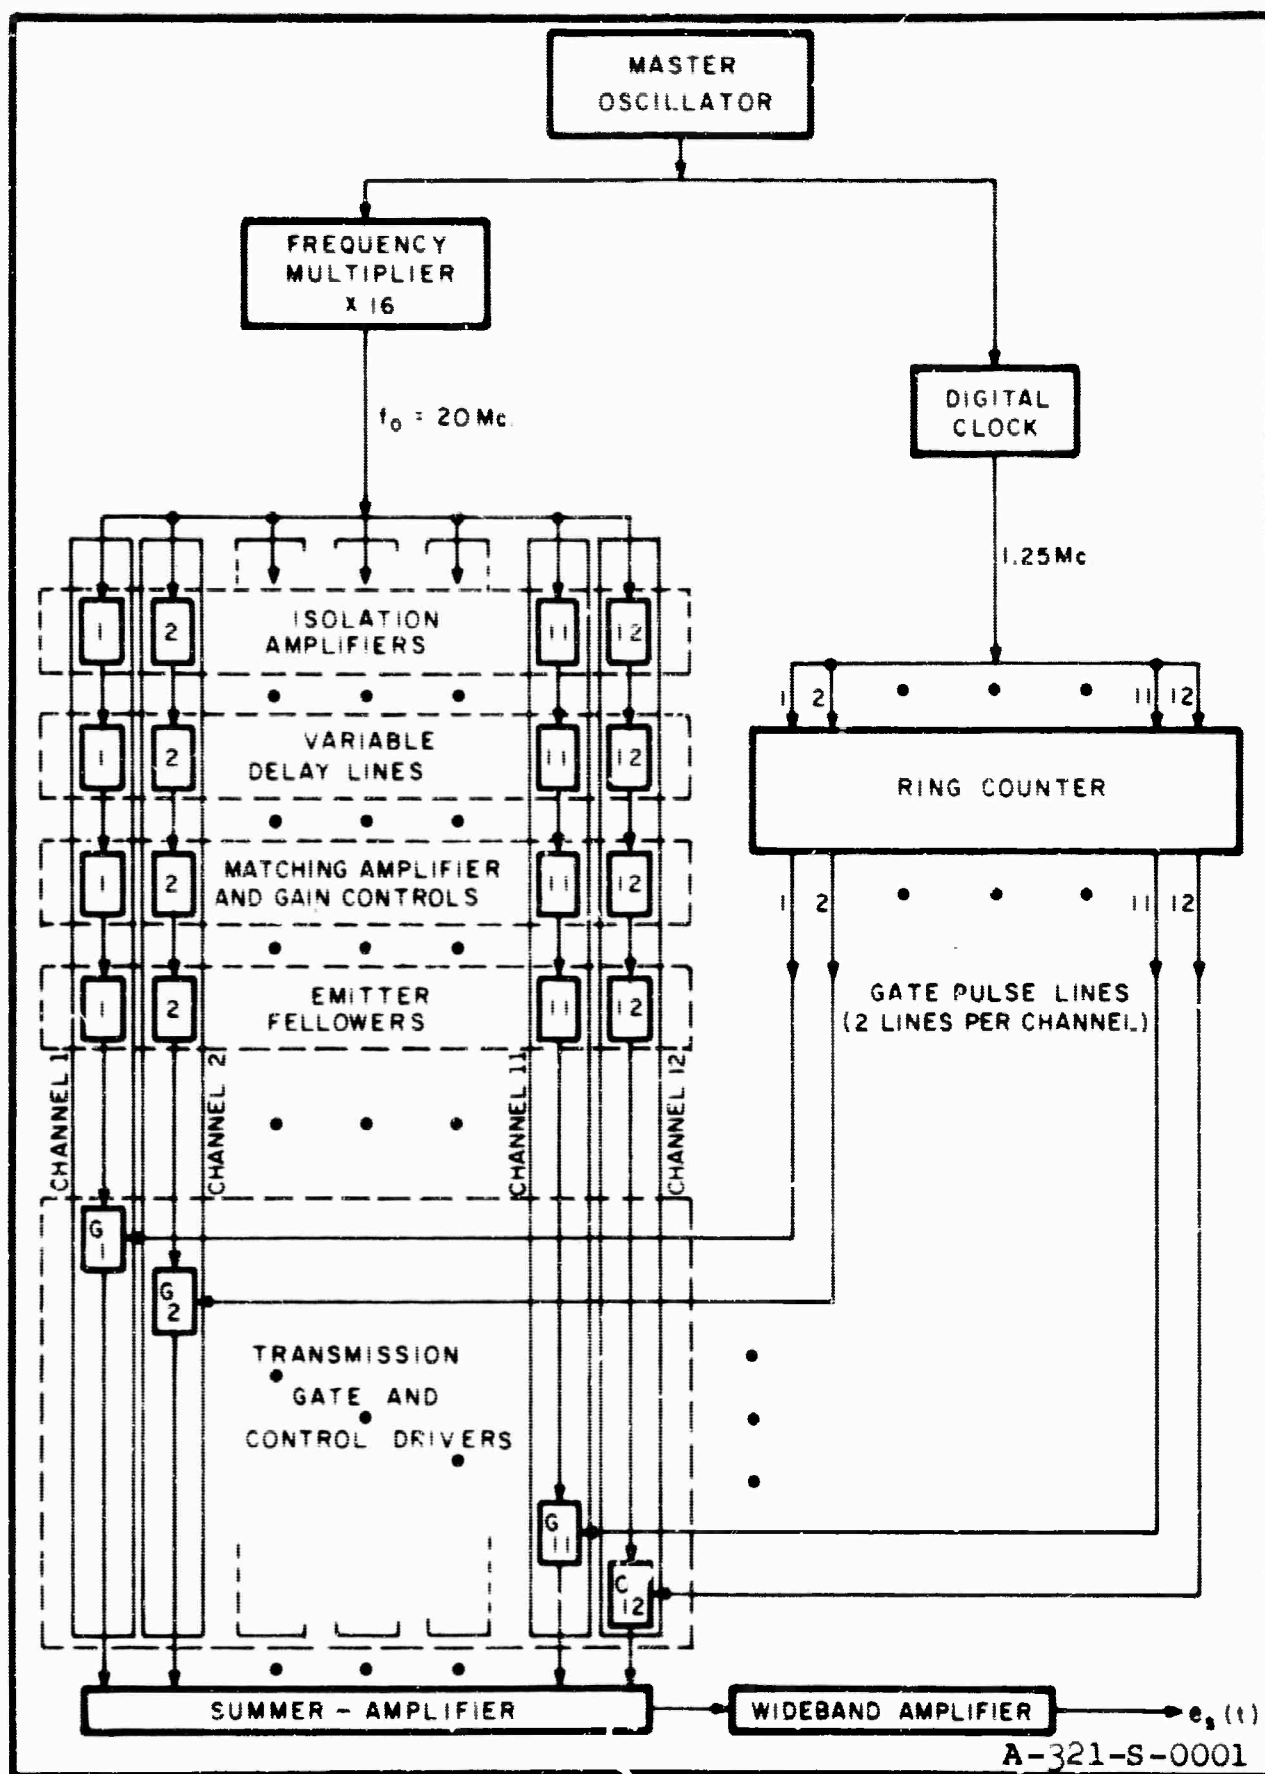 MASTER
OSCILLATOR
FREQUENCY
MULTIPLIER
x 16
f₀ = 20 Mc.
DIGITAL
CLOCK
1.25 Mc
1 2 ISOLATION AMPLIFIERS 11 12
1 2 VARIABLE DELAY LINES 11 12
1 2 11 12
RING COUNTER
1 2 MATCHING AMPLIFIER AND GAIN CONTROLS 11 12
1 2 11 12
1 2 EMITTER FELLOWERS 11 12
GATE PULSE LINES
(2 LINES PER CHANNEL)
CHANNEL 1
CHANNEL 2
CHANNEL 11
CHANNEL 12
G 1
G 2
TRANSMISSION
GATE AND
CONTROL DRIVERS
G 11
C 12
SUMMER - AMPLIFIER
WIDEBAND AMPLIFIER
eₛ (t)
A-321-S-0001